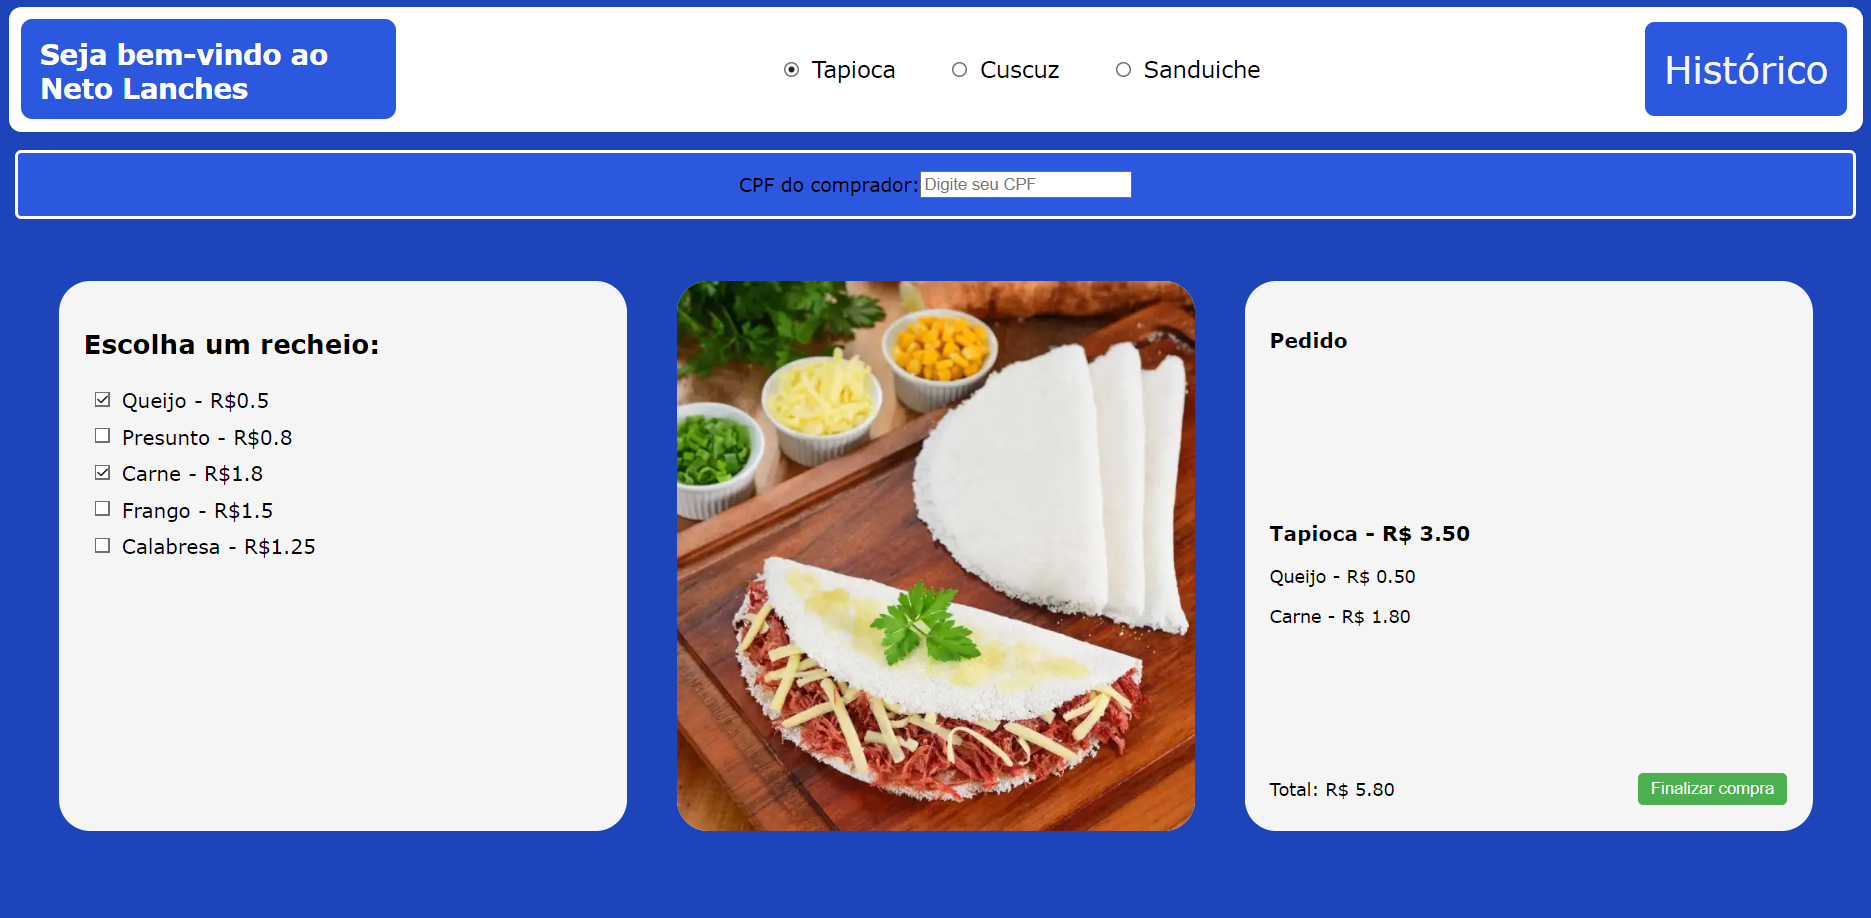 Seja bem-vindo ao
Neto Lanches
Tapioca
Cuscuz
Sanduiche
Histórico
CPF do comprador: Digite seu CPF
Escolha um recheio:
Queijo - R$0.5
Presunto - R$0.8
Carne - R$1.8
Frango - R$1.5
Calabresa - R$1.25
Pedido
Tapioca - R$ 3.50
Queijo - R$ 0.50
Carne - R$ 1.80
Total: R$ 5.80
Finalizar compra